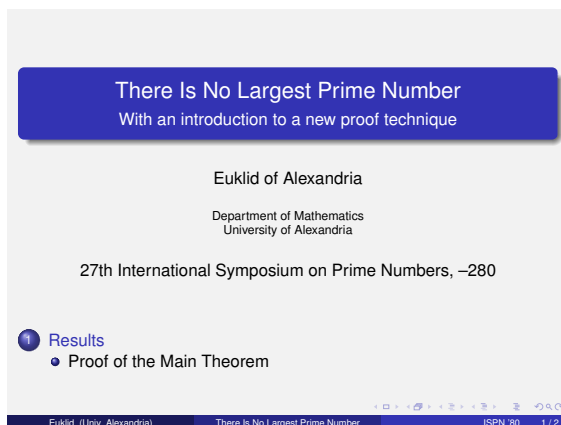 There Is No Largest Prime Number
With an introduction to a new proof technique
Euklid of Alexandria
Department of Mathematics
University of Alexandria
27th International Symposium on Prime Numbers, –280
1 Results
Proof of the Main Theorem
Euklid (Univ. Alexandria) There Is No Largest Prime Number ISPN '80 1 / 2